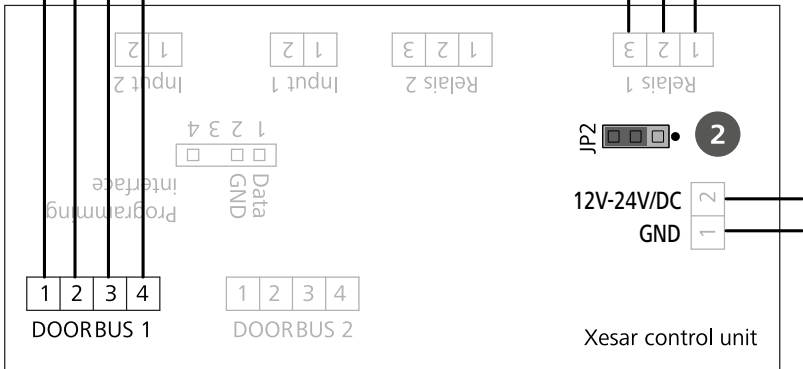 2 1
Input 2
2 1
Input 1
3 2 1
Relais 2
3 2 1
Relais 1
JP2
2
4 3 2 1
Data
GND
Programming
interface
12V-24V/DC 2
GND 1
1 2 3 4
DOORBUS 1
1 2 3 4
DOORBUS 2
Xesar control unit